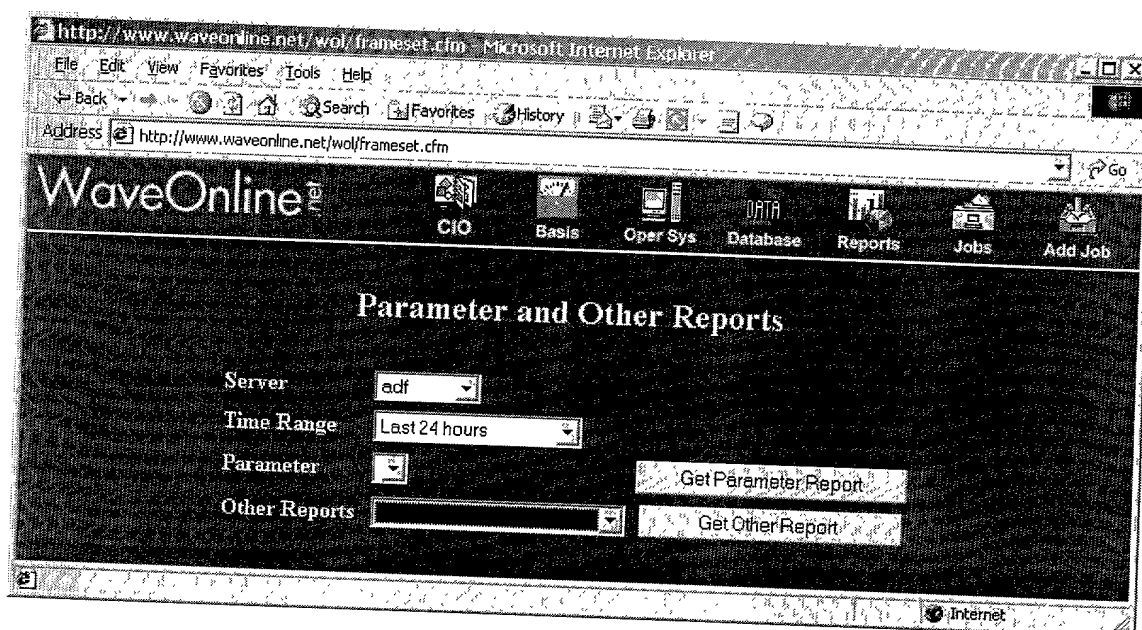 http://www.waveonline.net/wol/frameset.cfm - Microsoft Internet Explorer
File Edit View Favorites Tools Help
Back Search Favorites History
Address http://www.waveonline.net/wol/frameset.cfm Go
WaveOnline.net
CIO Basis Oper Sys DATA Database Reports Jobs Add Job
Parameter and Other Reports
Server adf
Time Range Last 24 hours
Parameter Get Parameter Report
Other Reports Get Other Report
Internet